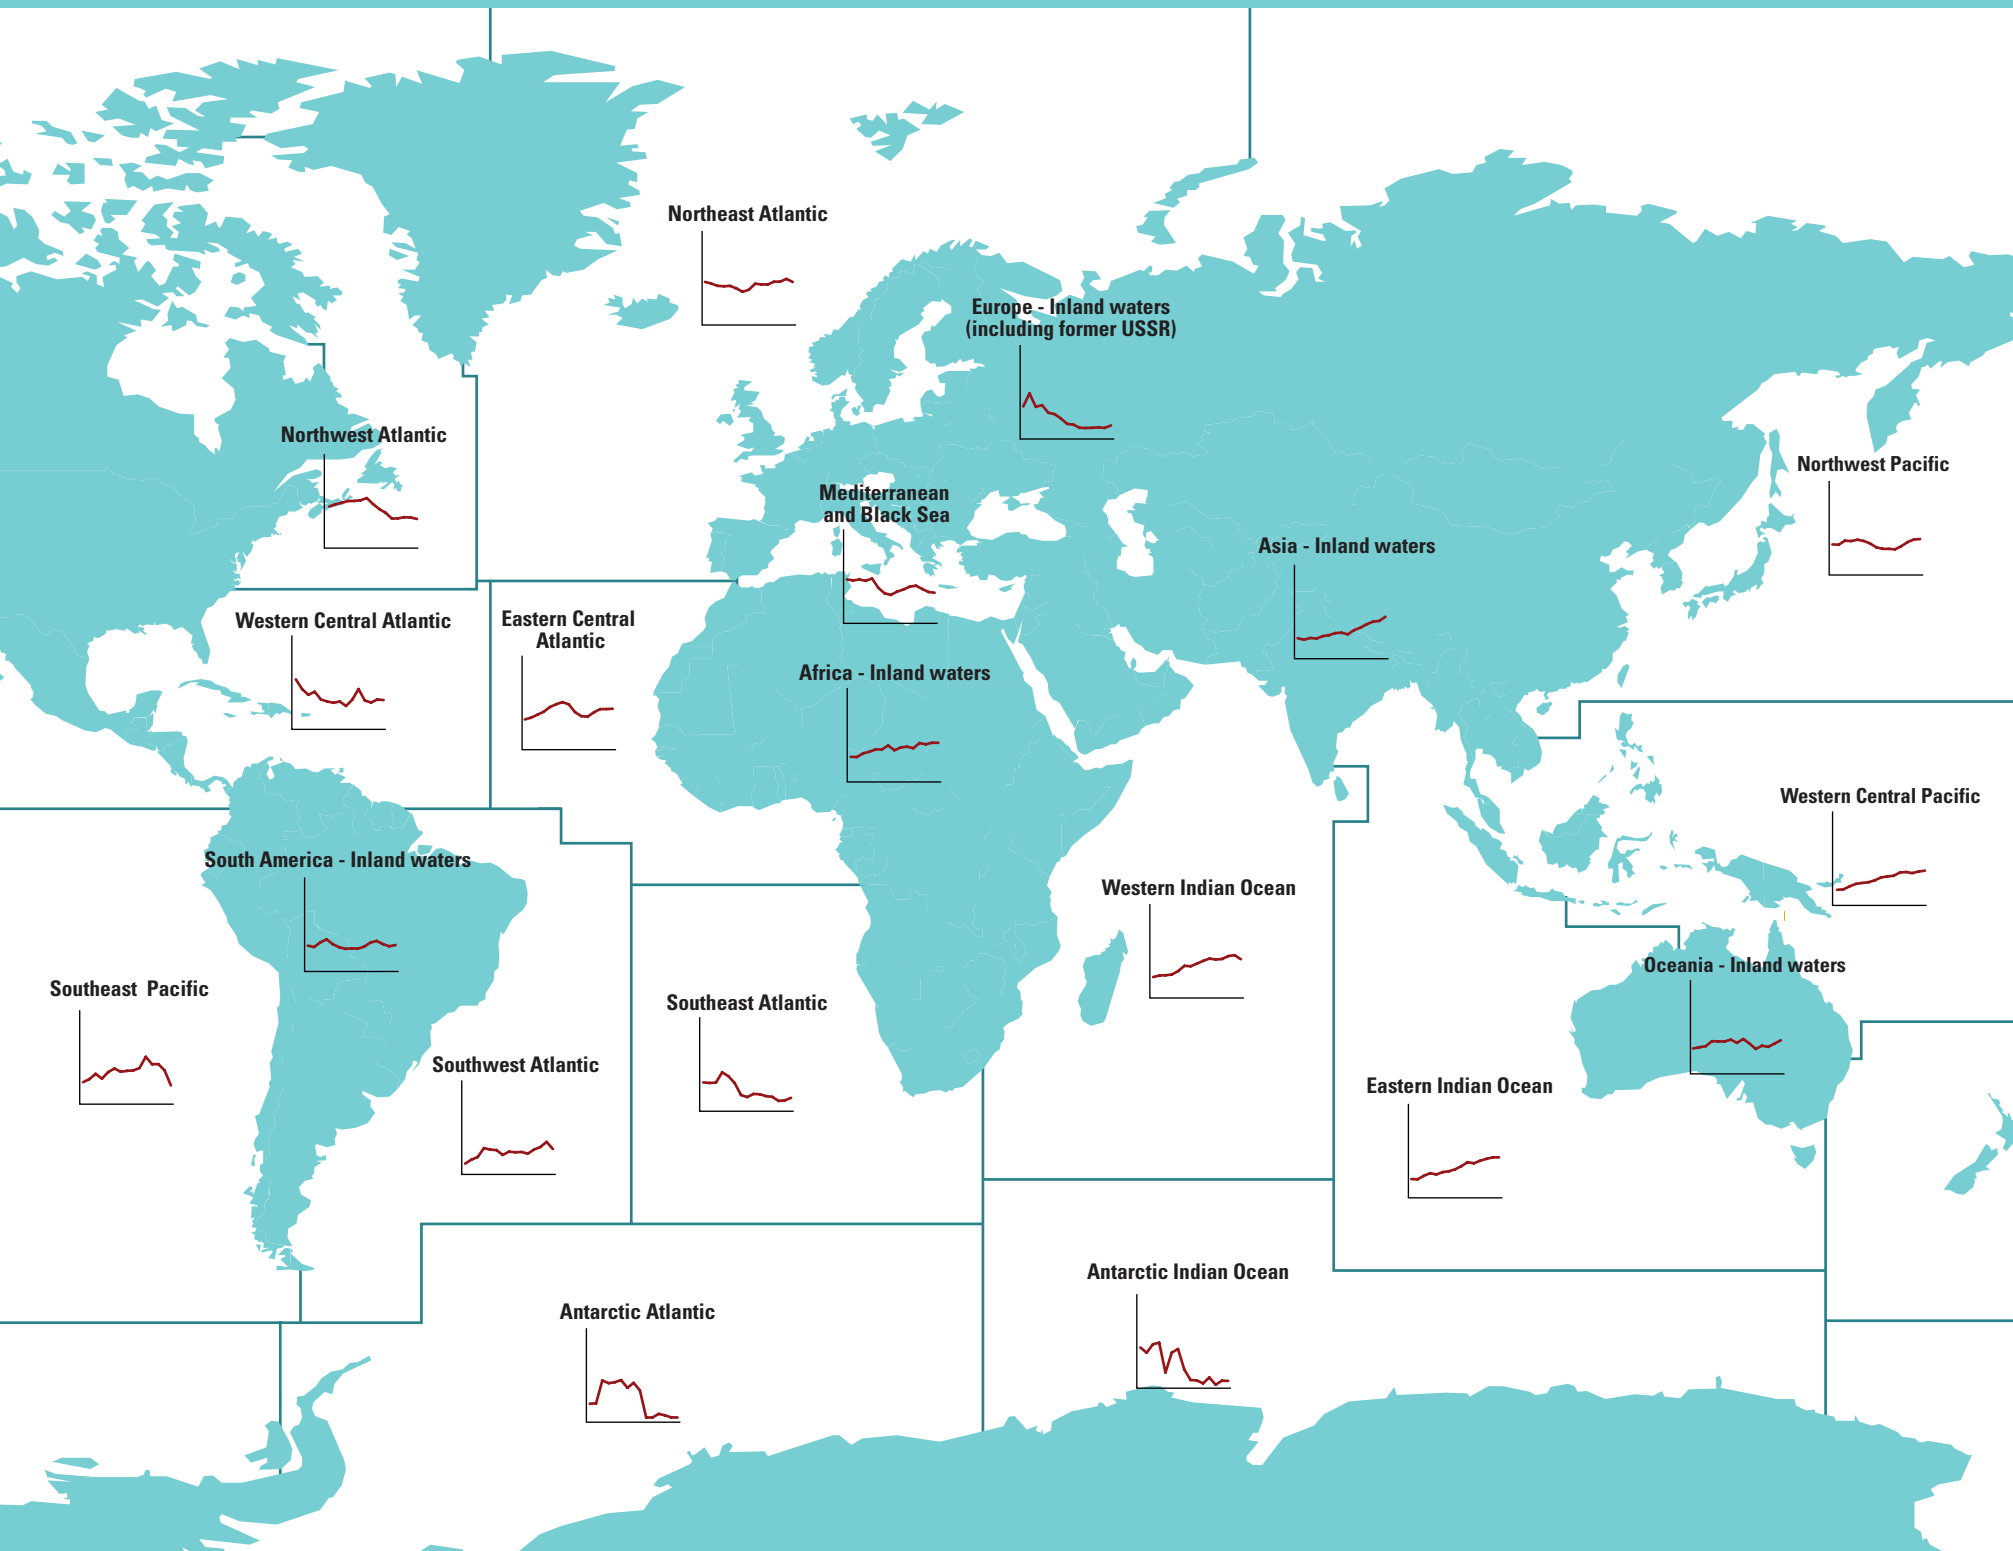 Northeast Atlantic
Europe - Inland waters
(including former USSR)
Northwest Atlantic
Northwest Pacific
Mediterranean
and Black Sea
Asia - Inland waters
Western Central Atlantic
Eastern Central
Atlantic
Africa - Inland waters
Western Central Pacific
South America - Inland waters
Western Indian Ocean
Oceania - Inland waters
Southeast  Pacific
Southeast Atlantic
Southwest Atlantic
Eastern Indian Ocean
Antarctic Indian Ocean
Antarctic Atlantic